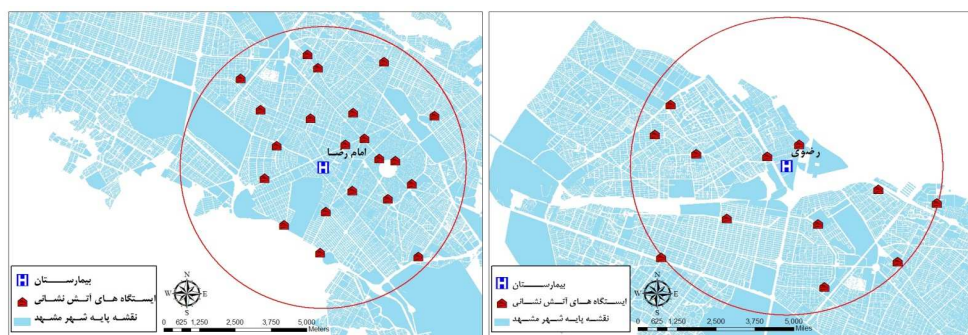 امام رضا
بیمارستان
ایستگاه های آتش نشانی
نقشه پایه شهر مشهد
N
W E
S
0 625 1,250 2,500 3,750 5,000
Meters
رضوی
بیمارستان
ایستگاه های آتش نشانی
نقشه پایه شهر مشهد
N
W E
S
0 625 1,250 2,500 3,750 5,000
Miles